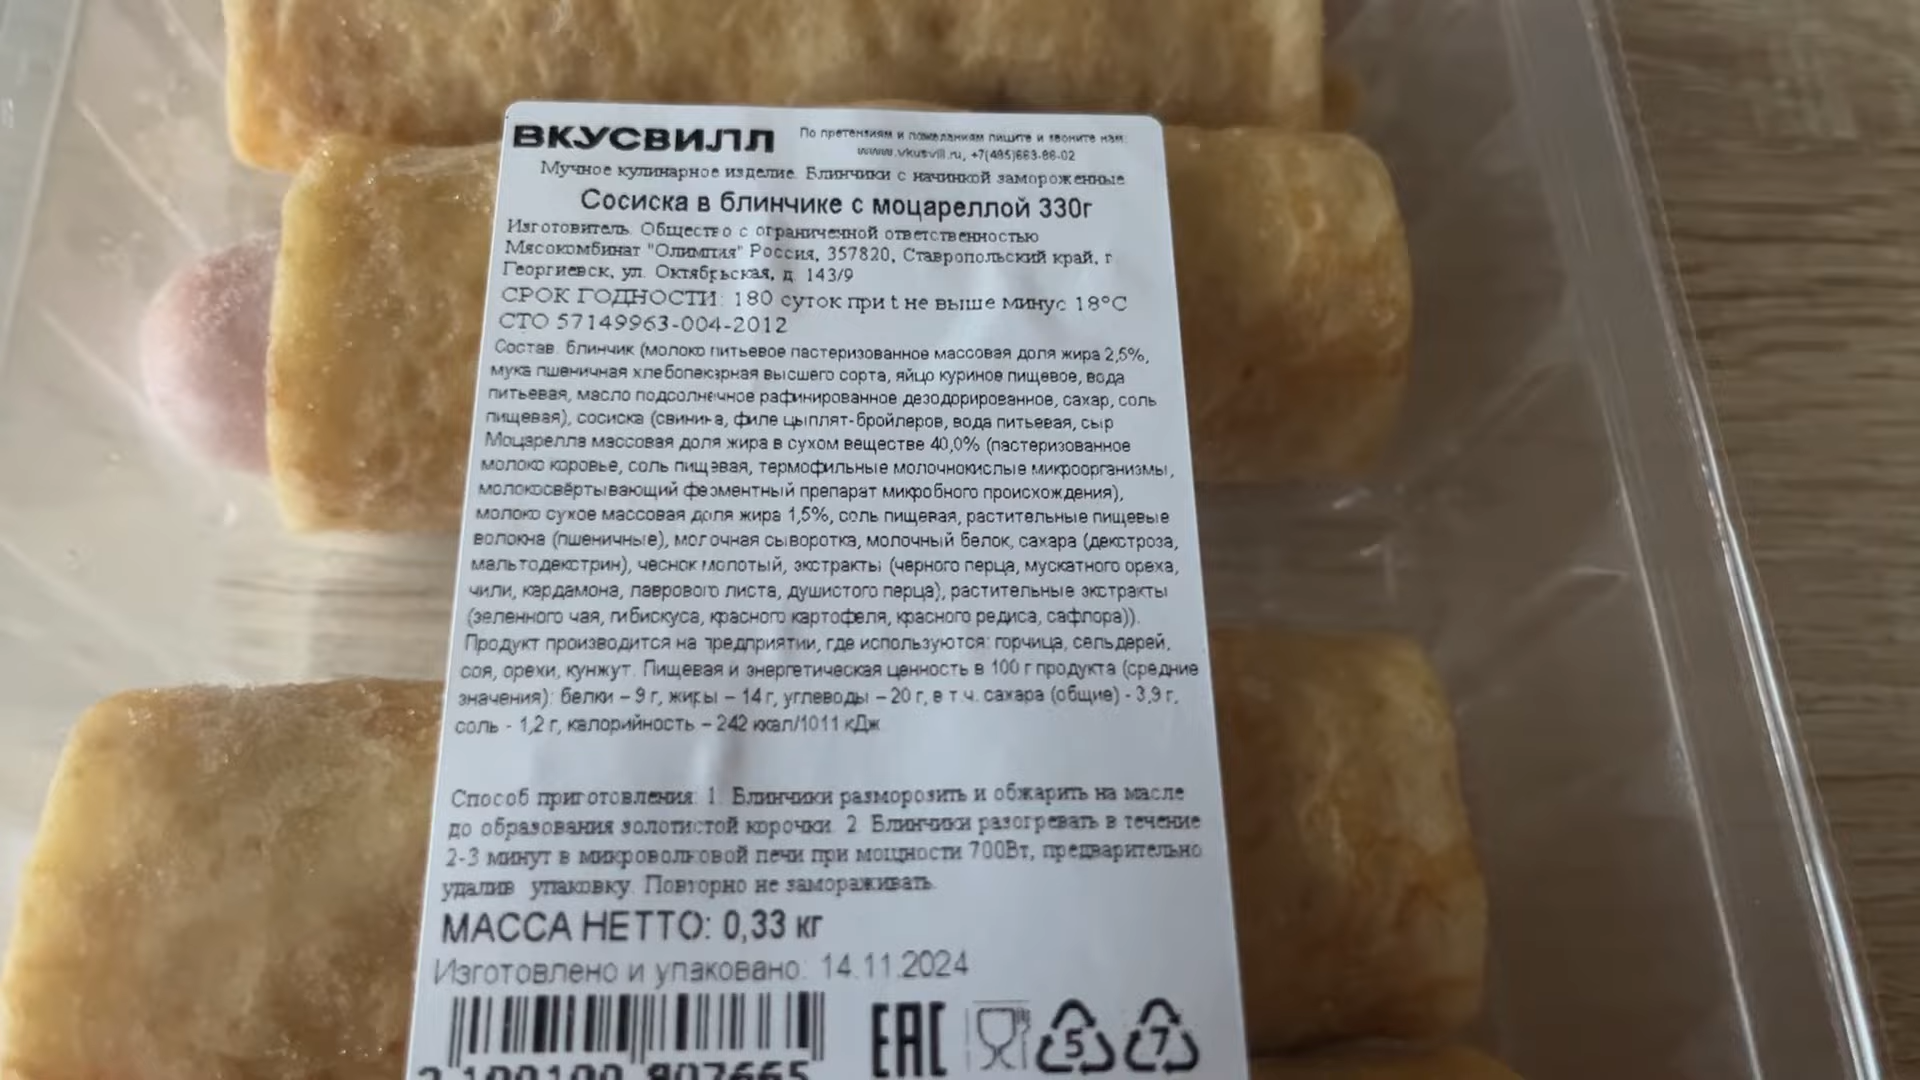 ВКУСВИЛЛ
По претензиям и пожеланиям пишите и звоните нам:
www.vkusvill.ru, +7(495)663-86-02
Мучное кулинарное изделие. Блинчики с начинкой замороженные
Сосиска в блинчике с моцареллой 330г
Изготовитель: Общество с ограниченной ответственностью
Мясокомбинат "Олимпия" Россия, 357820, Ставропольский край, г
Георгиевск, ул. Октябрьская, д. 143/9
СРОК ГОДНОСТИ: 180 суток при t не выше минус 18°С
СТО 57149963-004-2012
Состав: блинчик (молоко питьевое пастеризованное массовая доля жира 2,5%,
мука пшеничная хлебопекарная высшего сорта, яйцо куриное пищевое, вода
питьевая, масло подсолнечное рафинированное дезодорированное, сахар, соль
пищевая), сосиска (свинина, филе цыплят-бройлеров, вода питьевая, сыр
Моцарелла массовая доля жира в сухом веществе 40,0% (пастеризованное
молоко коровье, соль пищевая, термофильные молочнокислые микроорганизмы,
молокосвёртывающий ферментный препарат микробного происхождения),
молоко сухое массовая доля жира 1,5%, соль пищевая, растительные пищевые
волокна (пшеничные), молочная сыворотка, молочный белок, сахара (декстроза,
мальтодекстрин), чеснок молотый, экстракты (черного перца, мускатного ореха,
чили, кардамона, лаврового листа, душистого перца), растительные экстракты
(зеленного чая, гибискуса, красного картофеля, красного редиса, сафлора)).
Продукт производится на предприятии, где используются: горчица, сельдерей,
соя, орехи, кунжут. Пищевая и энергетическая ценность в 100 г продукта (средние
значения): белки – 9 г, жиры – 14 г, углеводы – 20 г, в т.ч. сахара (общие) - 3,9 г,
соль - 1,2 г, калорийность – 242 ккал/1011 кДж
Способ приготовления: 1. Блинчики разморозить и обжарить на масле
до образования золотистой корочки. 2. Блинчики разогревать в течение
2-3 минут в микроволновой печи при мощности 700Вт, предварительно
удалив упаковку. Повторно не замораживать.
МАССА НЕТТО: 0,33 кг
Изготовлено и упаковано: 14.11.2024
EAC 5 7
2 100100 807665